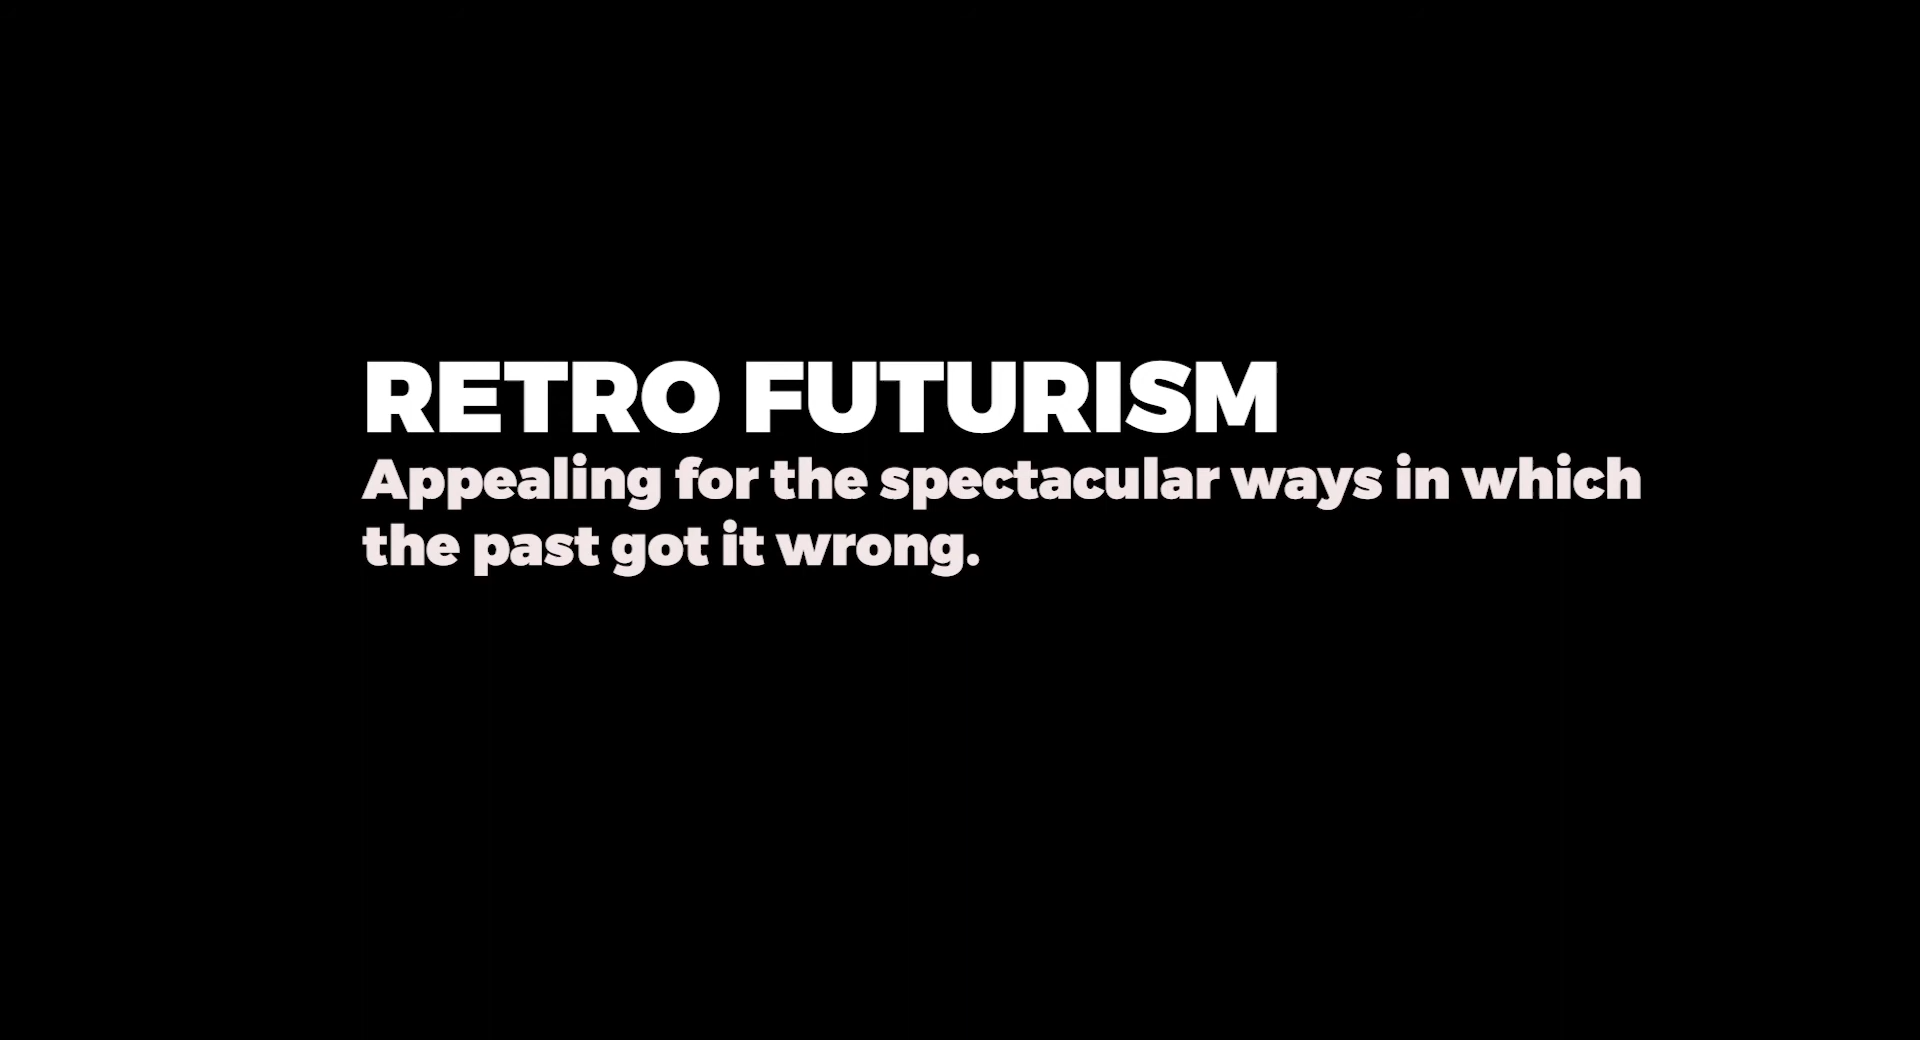 RETRO FUTURISM
Appealing for the spectacular ways in which
the past got it wrong.